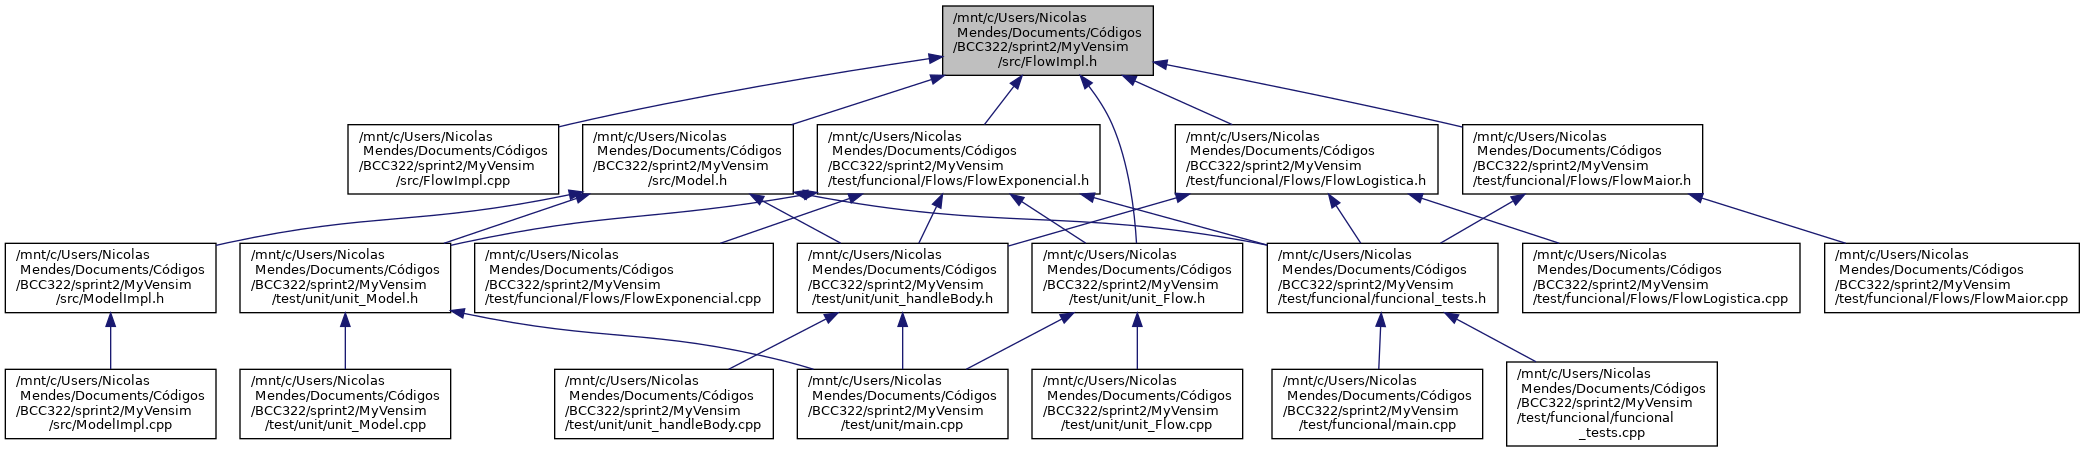 /mnt/c/Users/Nicolas
Mendes/Documents/Códigos
/BCC322/sprint2/MyVensim
/src/FlowImpl.h
/mnt/c/Users/Nicolas
Mendes/Documents/Códigos
/BCC322/sprint2/MyVensim
/src/FlowImpl.cpp
/mnt/c/Users/Nicolas
Mendes/Documents/Códigos
/BCC322/sprint2/MyVensim
/src/Model.h
/mnt/c/Users/Nicolas
Mendes/Documents/Códigos
/BCC322/sprint2/MyVensim
/test/funcional/Flows/FlowExponencial.h
/mnt/c/Users/Nicolas
Mendes/Documents/Códigos
/BCC322/sprint2/MyVensim
/test/funcional/Flows/FlowLogistica.h
/mnt/c/Users/Nicolas
Mendes/Documents/Códigos
/BCC322/sprint2/MyVensim
/test/funcional/Flows/FlowMaior.h
/mnt/c/Users/Nicolas
Mendes/Documents/Códigos
/BCC322/sprint2/MyVensim
/src/ModelImpl.h
/mnt/c/Users/Nicolas
Mendes/Documents/Códigos
/BCC322/sprint2/MyVensim
/test/unit/unit_Model.h
/mnt/c/Users/Nicolas
Mendes/Documents/Códigos
/BCC322/sprint2/MyVensim
/test/funcional/Flows/FlowExponencial.cpp
/mnt/c/Users/Nicolas
Mendes/Documents/Códigos
/BCC322/sprint2/MyVensim
/test/unit/unit_handleBody.h
/mnt/c/Users/Nicolas
Mendes/Documents/Códigos
/BCC322/sprint2/MyVensim
/test/unit/unit_Flow.h
/mnt/c/Users/Nicolas
Mendes/Documents/Códigos
/BCC322/sprint2/MyVensim
/test/funcional/funcional_tests.h
/mnt/c/Users/Nicolas
Mendes/Documents/Códigos
/BCC322/sprint2/MyVensim
/test/funcional/Flows/FlowLogistica.cpp
/mnt/c/Users/Nicolas
Mendes/Documents/Códigos
/BCC322/sprint2/MyVensim
/test/funcional/Flows/FlowMaior.cpp
/mnt/c/Users/Nicolas
Mendes/Documents/Códigos
/BCC322/sprint2/MyVensim
/src/ModelImpl.cpp
/mnt/c/Users/Nicolas
Mendes/Documents/Códigos
/BCC322/sprint2/MyVensim
/test/unit/unit_Model.cpp
/mnt/c/Users/Nicolas
Mendes/Documents/Códigos
/BCC322/sprint2/MyVensim
/test/unit/unit_handleBody.cpp
/mnt/c/Users/Nicolas
Mendes/Documents/Códigos
/BCC322/sprint2/MyVensim
/test/unit/main.cpp
/mnt/c/Users/Nicolas
Mendes/Documents/Códigos
/BCC322/sprint2/MyVensim
/test/unit/unit_Flow.cpp
/mnt/c/Users/Nicolas
Mendes/Documents/Códigos
/BCC322/sprint2/MyVensim
/test/funcional/main.cpp
/mnt/c/Users/Nicolas
Mendes/Documents/Códigos
/BCC322/sprint2/MyVensim
/test/funcional/funcional
_tests.cpp